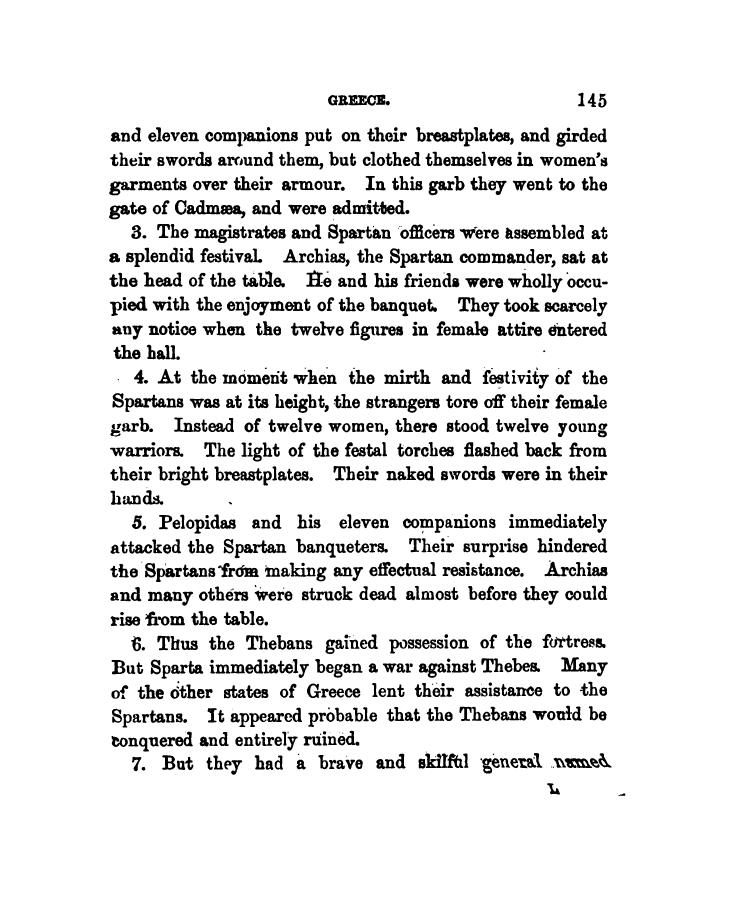 GREECE. 145
and eleven companions put on their breastplates, and girded
their swords around them, but clothed themselves in women's
garments over their armour. In this garb they went to the
gate of Cadmæa, and were admitted.
3. The magistrates and Spartan officers were assembled at
a splendid festival. Archias, the Spartan commander, sat at
the head of the table. He and his friends were wholly occu-
pied with the enjoyment of the banquet. They took scarcely
any notice when the twelve figures in female attire entered
the hall.
4. At the moment when the mirth and festivity of the
Spartans was at its height, the strangers tore off their female
garb. Instead of twelve women, there stood twelve young
warriors. The light of the festal torches flashed back from
their bright breastplates. Their naked swords were in their
hands.
5. Pelopidas and his eleven companions immediately
attacked the Spartan banqueters. Their surprise hindered
the Spartans from making any effectual resistance. Archias
and many others were struck dead almost before they could
rise from the table.
6. Thus the Thebans gained possession of the fortress.
But Sparta immediately began a war against Thebes. Many
of the other states of Greece lent their assistance to the
Spartans. It appeared probable that the Thebans would be
conquered and entirely ruined.
7. But they had a brave and skilful general named
L